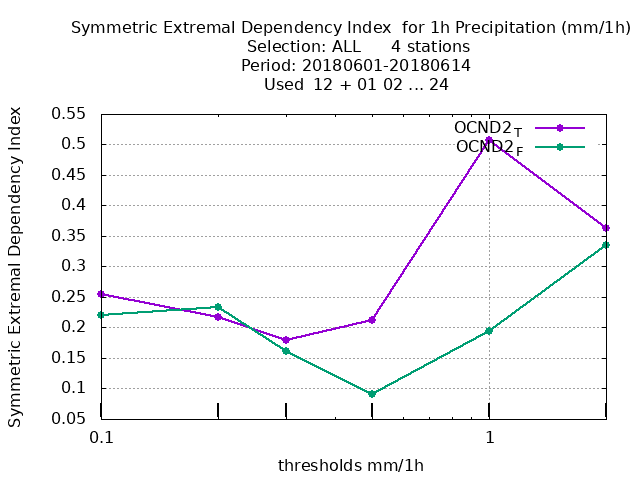 Symmetric Extremal Dependency Index  for 1h Precipitation (mm/1h)
Selection: ALL      4 stations
Period: 20180601-20180614
Used  12 + 01 02 ... 24
Symmetric Extremal Dependency Index
0.55
0.5
0.45
0.4
0.35
0.3
0.25
0.2
0.15
0.1
0.05
OCND2T
OCND2F
0.1
1
thresholds mm/1h